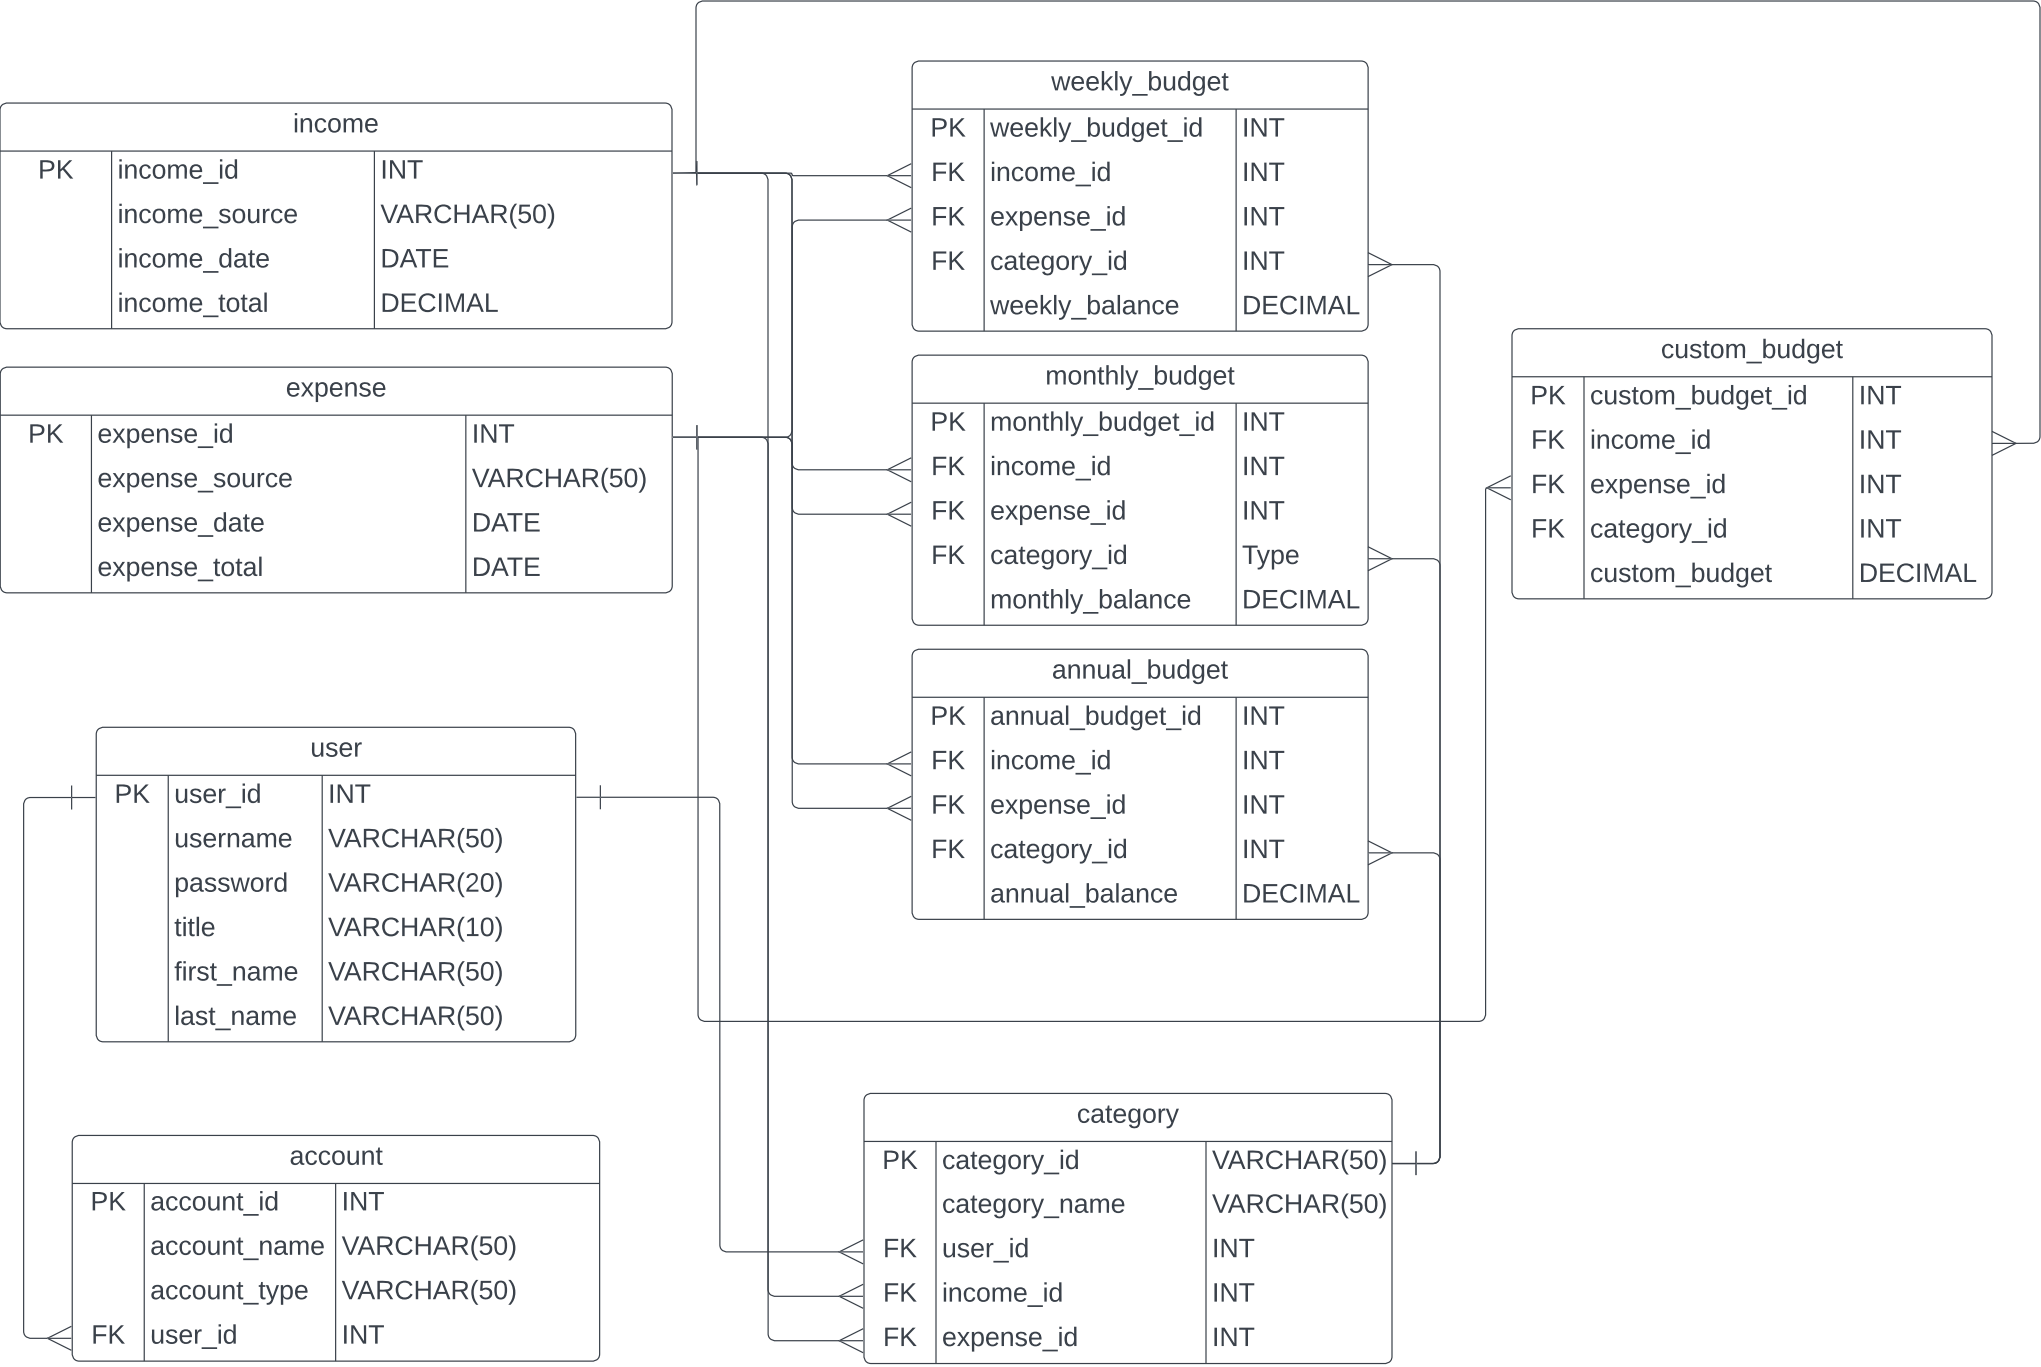 income
PK income_id INT
income_source VARCHAR(50)
income_date DATE
income_total DECIMAL
expense
PK expense_id INT
expense_source VARCHAR(50)
expense_date DATE
expense_total DATE
user
PK user_id INT
username VARCHAR(50)
password VARCHAR(20)
title VARCHAR(10)
first_name VARCHAR(50)
last_name VARCHAR(50)
account
PK account_id INT
account_name VARCHAR(50)
account_type VARCHAR(50)
FK user_id INT
weekly_budget
PK weekly_budget_id INT
FK income_id INT
FK expense_id INT
FK category_id INT
weekly_balance DECIMAL
monthly_budget
PK monthly_budget_id INT
FK income_id INT
FK expense_id INT
FK category_id Type
monthly_balance DECIMAL
annual_budget
PK annual_budget_id INT
FK income_id INT
FK expense_id INT
FK category_id INT
annual_balance DECIMAL
category
PK category_id VARCHAR(50)
category_name VARCHAR(50)
FK user_id INT
FK income_id INT
FK expense_id INT
custom_budget
PK custom_budget_id INT
FK income_id INT
FK expense_id INT
FK category_id INT
custom_budget DECIMAL